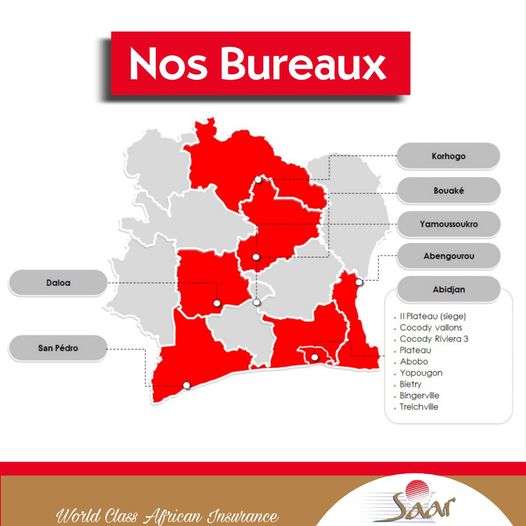 Nos Bureaux
Korhogo
Bouaké
Yamoussoukro
Abengourou
Daloa
Abidjan
II Plateau (siege)
Cocody vallons
Cocody Riviera 3
Plateau
Abobo
Yopougon
Bietry
Bingerville
Treichville
San Pédro
World Class African Insurance
Saar